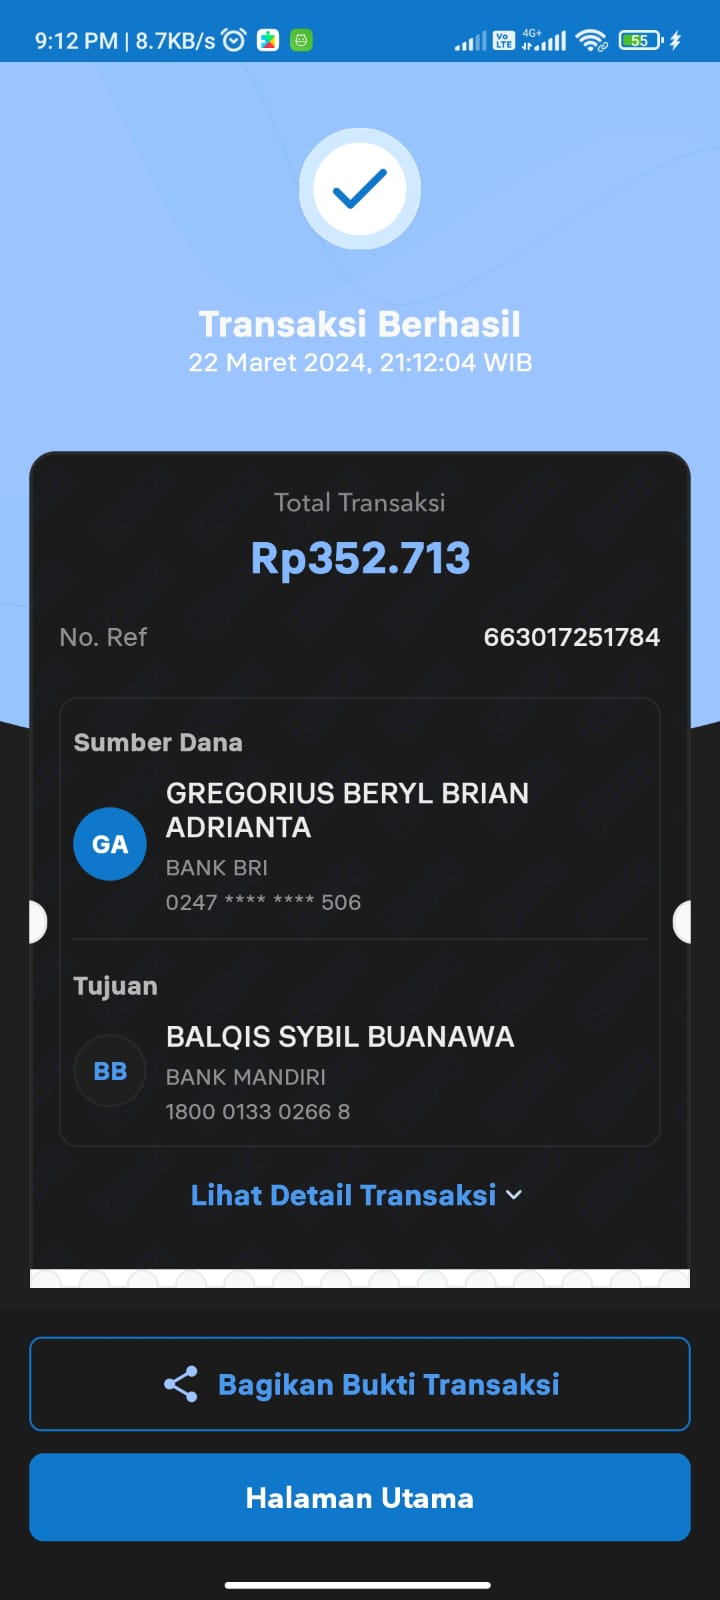 9:12 PM | 8.7KB/s Vo LTE 4G+ 55
Transaksi Berhasil
22 Maret 2024, 21:12:04 WIB
Total Transaksi
Rp352.713
No. Ref 663017251784
Sumber Dana
GREGORIUS BERYL BRIAN
ADRIANTA
GA
BANK BRI
0247 **** **** 506
Tujuan
BALQIS SYBIL BUANAWA
BB
BANK MANDIRI
1800 0133 0266 8
Lihat Detail Transaksi
Bagikan Bukti Transaksi
Halaman Utama